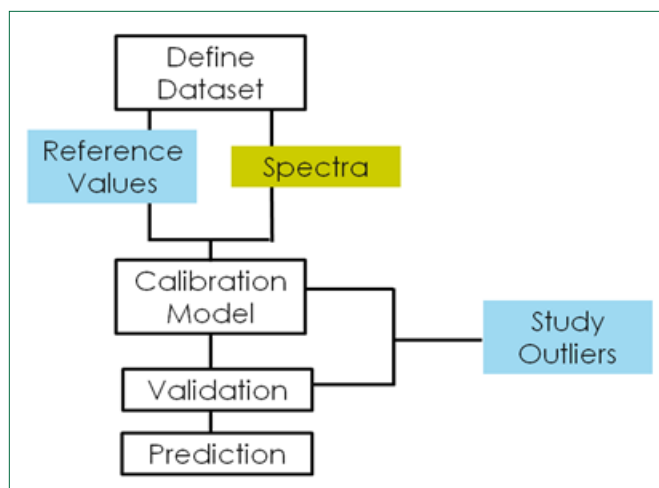 Define
Dataset
Reference
Values
Spectra
Calibration
Model
Study
Outliers
Validation
Prediction